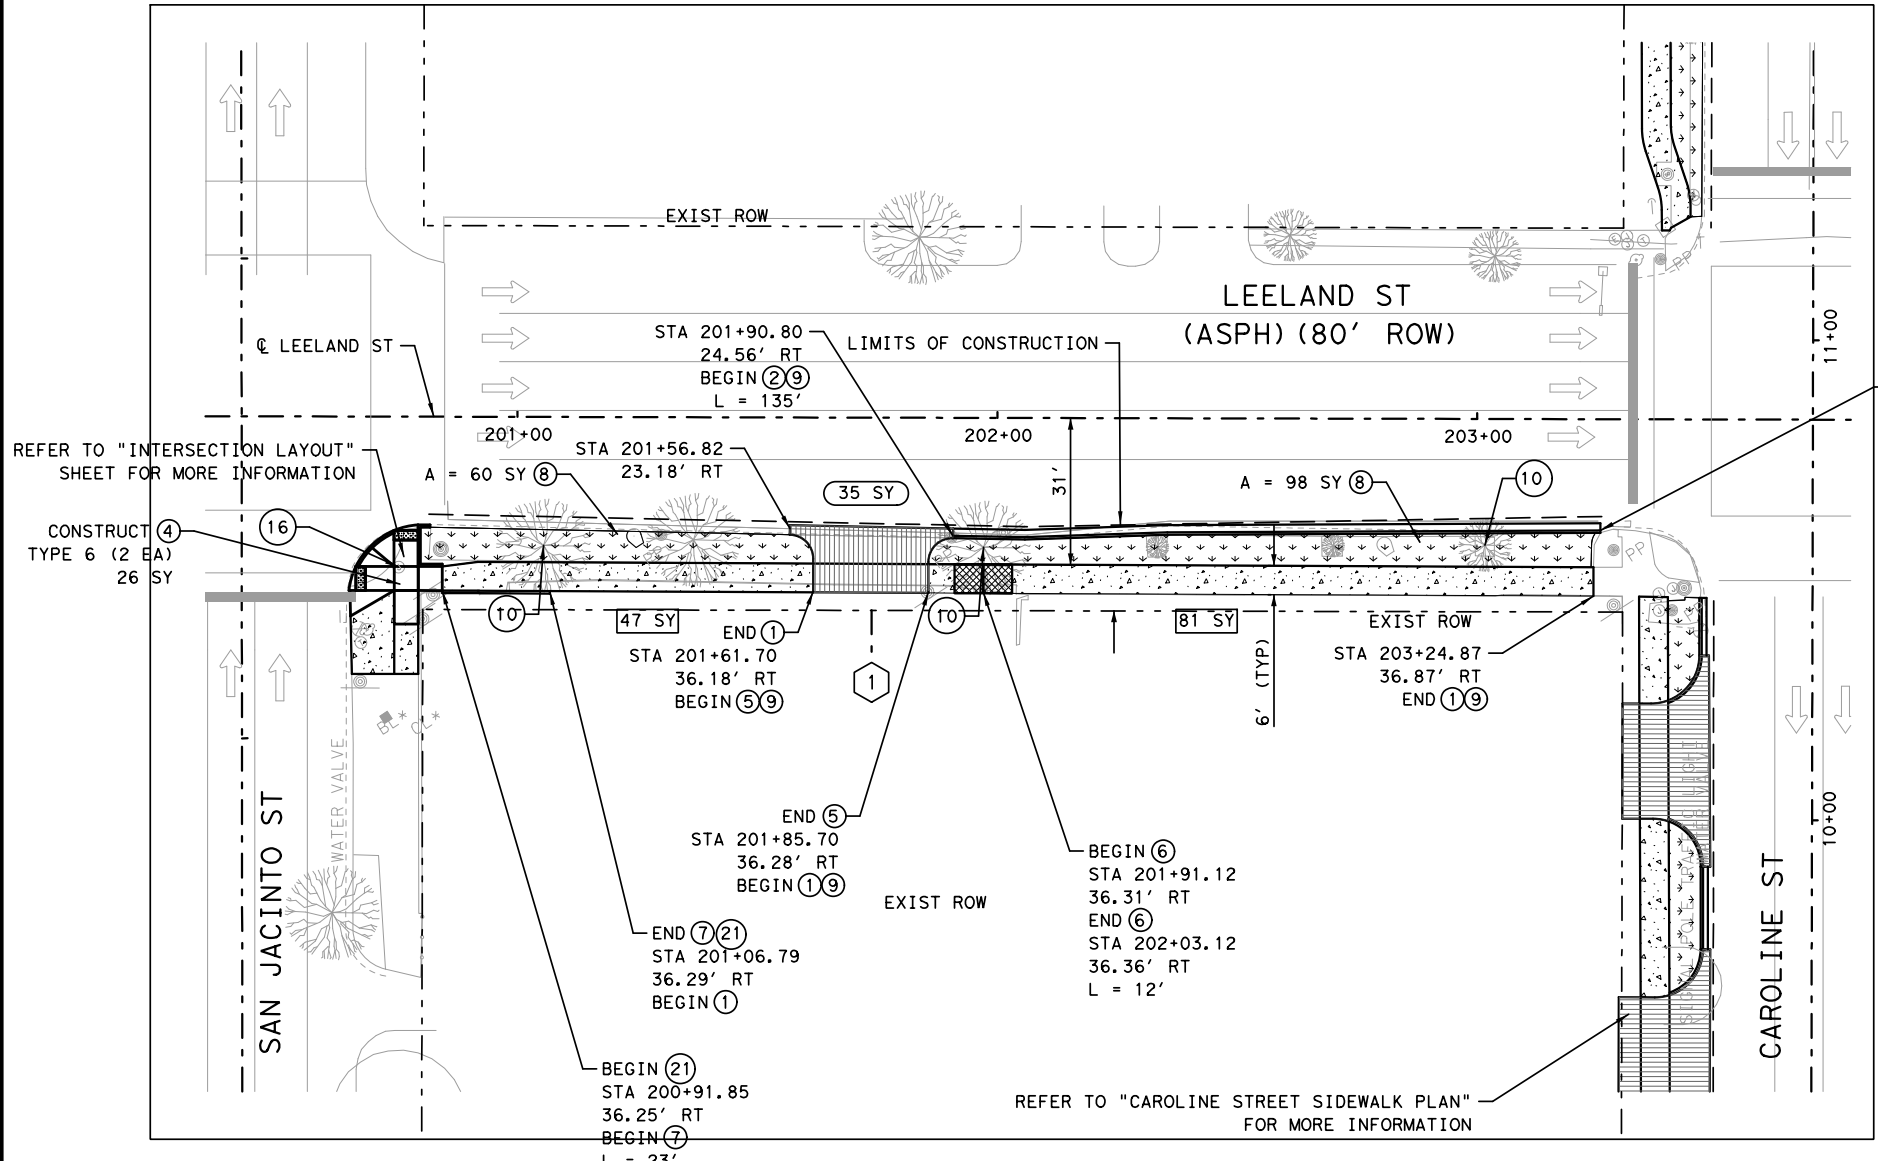 EXIST ROW
LEELAND ST
(ASPH) (80' ROW)
℄ LEELAND ST
STA 201+90.80
24.56' RT
BEGIN 2 9
L = 135'
LIMITS OF CONSTRUCTION
11+00
201+00
202+00
203+00
REFER TO "INTERSECTION LAYOUT"
SHEET FOR MORE INFORMATION
STA 201+56.82
23.18' RT
A = 60 SY 8
35 SY
31'
A = 98 SY 8
10
CONSTRUCT 4
TYPE 6 (2 EA)
26 SY
16
PP
PP
10
47 SY
10
81 SY
EXIST ROW
END 1
STA 201+61.70
36.18' RT
BEGIN 5 9
1
6' (TYP)
STA 203+24.87
36.87' RT
END 1 9
BL*
CL*
WATER VALVE
SAN JACINTO ST
END 5
STA 201+85.70
36.28' RT
BEGIN 1 9
EXIST ROW
BEGIN 6
STA 201+91.12
36.31' RT
END 6
STA 202+03.12
36.36' RT
L = 12'
10+00
CAROLINE ST
END 7 21
STA 201+06.79
36.29' RT
BEGIN 1
BEGIN 21
STA 200+91.85
36.25' RT
BEGIN 7
L = 23'
REFER TO "CAROLINE STREET SIDEWALK PLAN"
FOR MORE INFORMATION